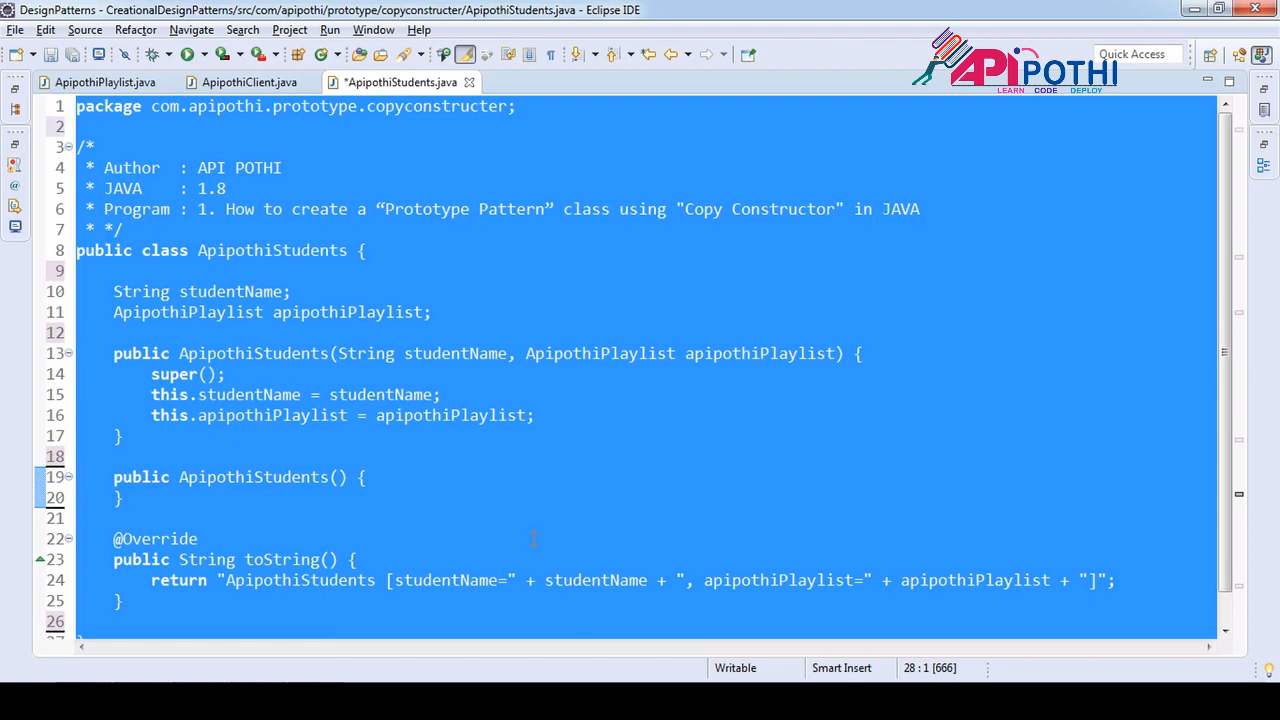 DesignPatterns - CreationalDesignPatterns/src/com/apipothi/prototype/copyconstructer/ApipothiStudents.java - Eclipse IDE
File Edit Source Refactor Navigate Search Project Run Window Help
Quick Access
APIPOTHI
LEARN CODE DEPLOY
ApipothiPlaylist.java ApipothiClient.java *ApipothiStudents.java
1 package com.apipothi.prototype.copyconstructer;
2
3 /*
4 * Author : API POTHI
5 * JAVA : 1.8
6 * Program : 1. How to create a “Prototype Pattern” class using "Copy Constructor" in JAVA
7 * */
8 public class ApipothiStudents {
9
10 String studentName;
11 ApipothiPlaylist apipothiPlaylist;
12
13 public ApipothiStudents(String studentName, ApipothiPlaylist apipothiPlaylist) {
14 super();
15 this.studentName = studentName;
16 this.apipothiPlaylist = apipothiPlaylist;
17 }
18
19 public ApipothiStudents() {
20 }
21
22 @Override
23 public String toString() {
24 return "ApipothiStudents [studentName=" + studentName + ", apipothiPlaylist=" + apipothiPlaylist + "]";
25 }
26
27 }
Writable Smart Insert 28 : 1 [666]